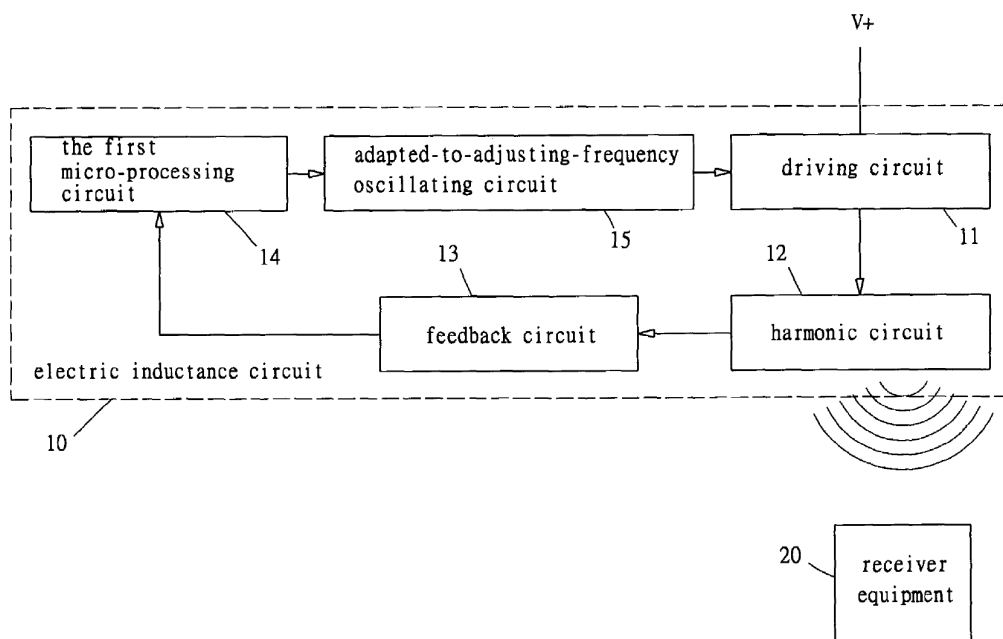 V+
the first
micro-processing
circuit
adapted-to-adjusting-frequency
oscillating circuit
driving circuit
14
15
11
13
12
feedback circuit
harmonic circuit
electric inductance circuit
10
20
receiver
equipment